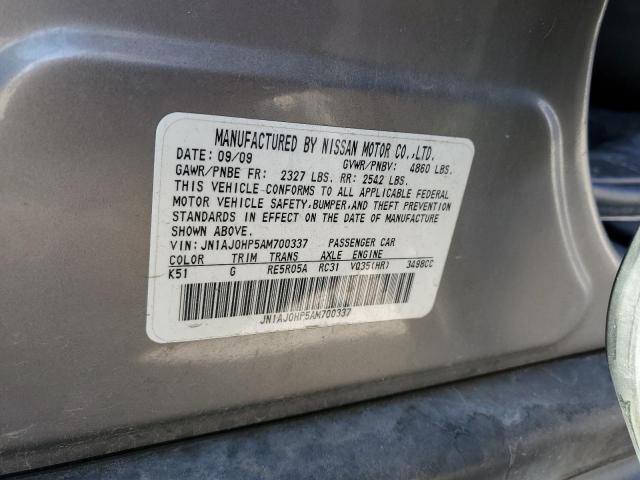 MANUFACTURED BY NISSAN MOTOR CO.,LTD.
DATE: 09/09 GVWR/PNBV: 4860 LBS.
GAWR/PNBE FR: 2327 LBS. RR: 2542 LBS.
THIS VEHICLE CONFORMS TO ALL APPLICABLE FEDERAL
MOTOR VEHICLE SAFETY, BUMPER, AND THEFT PREVENTION
STANDARDS IN EFFECT ON THE DATE OF MANUFACTURE
SHOWN ABOVE.
VIN: JN1AJ0HP5AM700337 PASSENGER CAR
COLOR TRIM TRANS AXLE ENGINE
K51 G RE5R05A RC31 VQ35(HR) 3498CC
JN1AJ0HP5AM700337